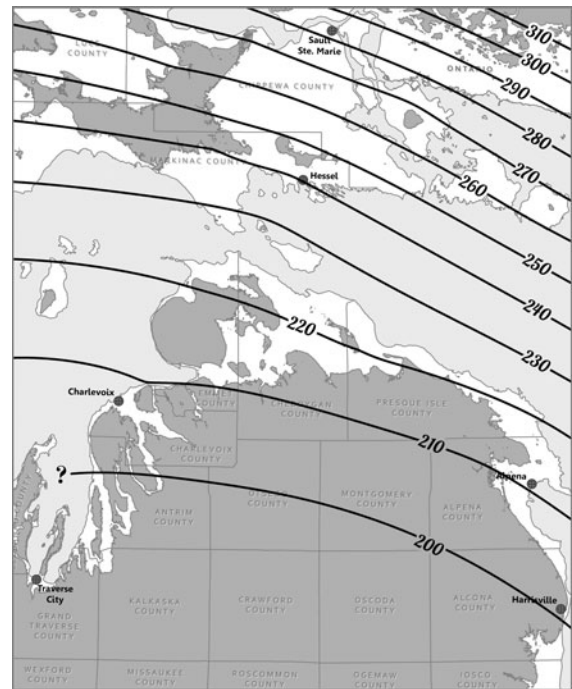 310
Sault
Ste. Marie
300
LUCE
COUNTY
ONTARIO
290
CHIPPEWA COUNTY
280
270
MACKINAC COUNTY
Hessel
260
250
240
220
230
Charlevoix
EMMET
COUNTY
CHEBOYGAN
COUNTY
PRESQUE ISLE
COUNTY
210
CHARLEVOIX
COUNTY
?
Alpena
OTSEGO
COUNTY
MONTGOMERY
COUNTY
ANTRIM
COUNTY
ALPENA
COUNTY
200
Traverse
City
KALKASKA
COUNTY
CRAWFORD
COUNTY
OSCODA
COUNTY
ALCONA
COUNTY
Harrisville
GRAND
TRAVERSE
COUNTY
WEXFORD
COUNTY
MISSAUKEE
COUNTY
ROSCOMMON
COUNTY
OGEMAW
COUNTY
IOSCO
COUNTY